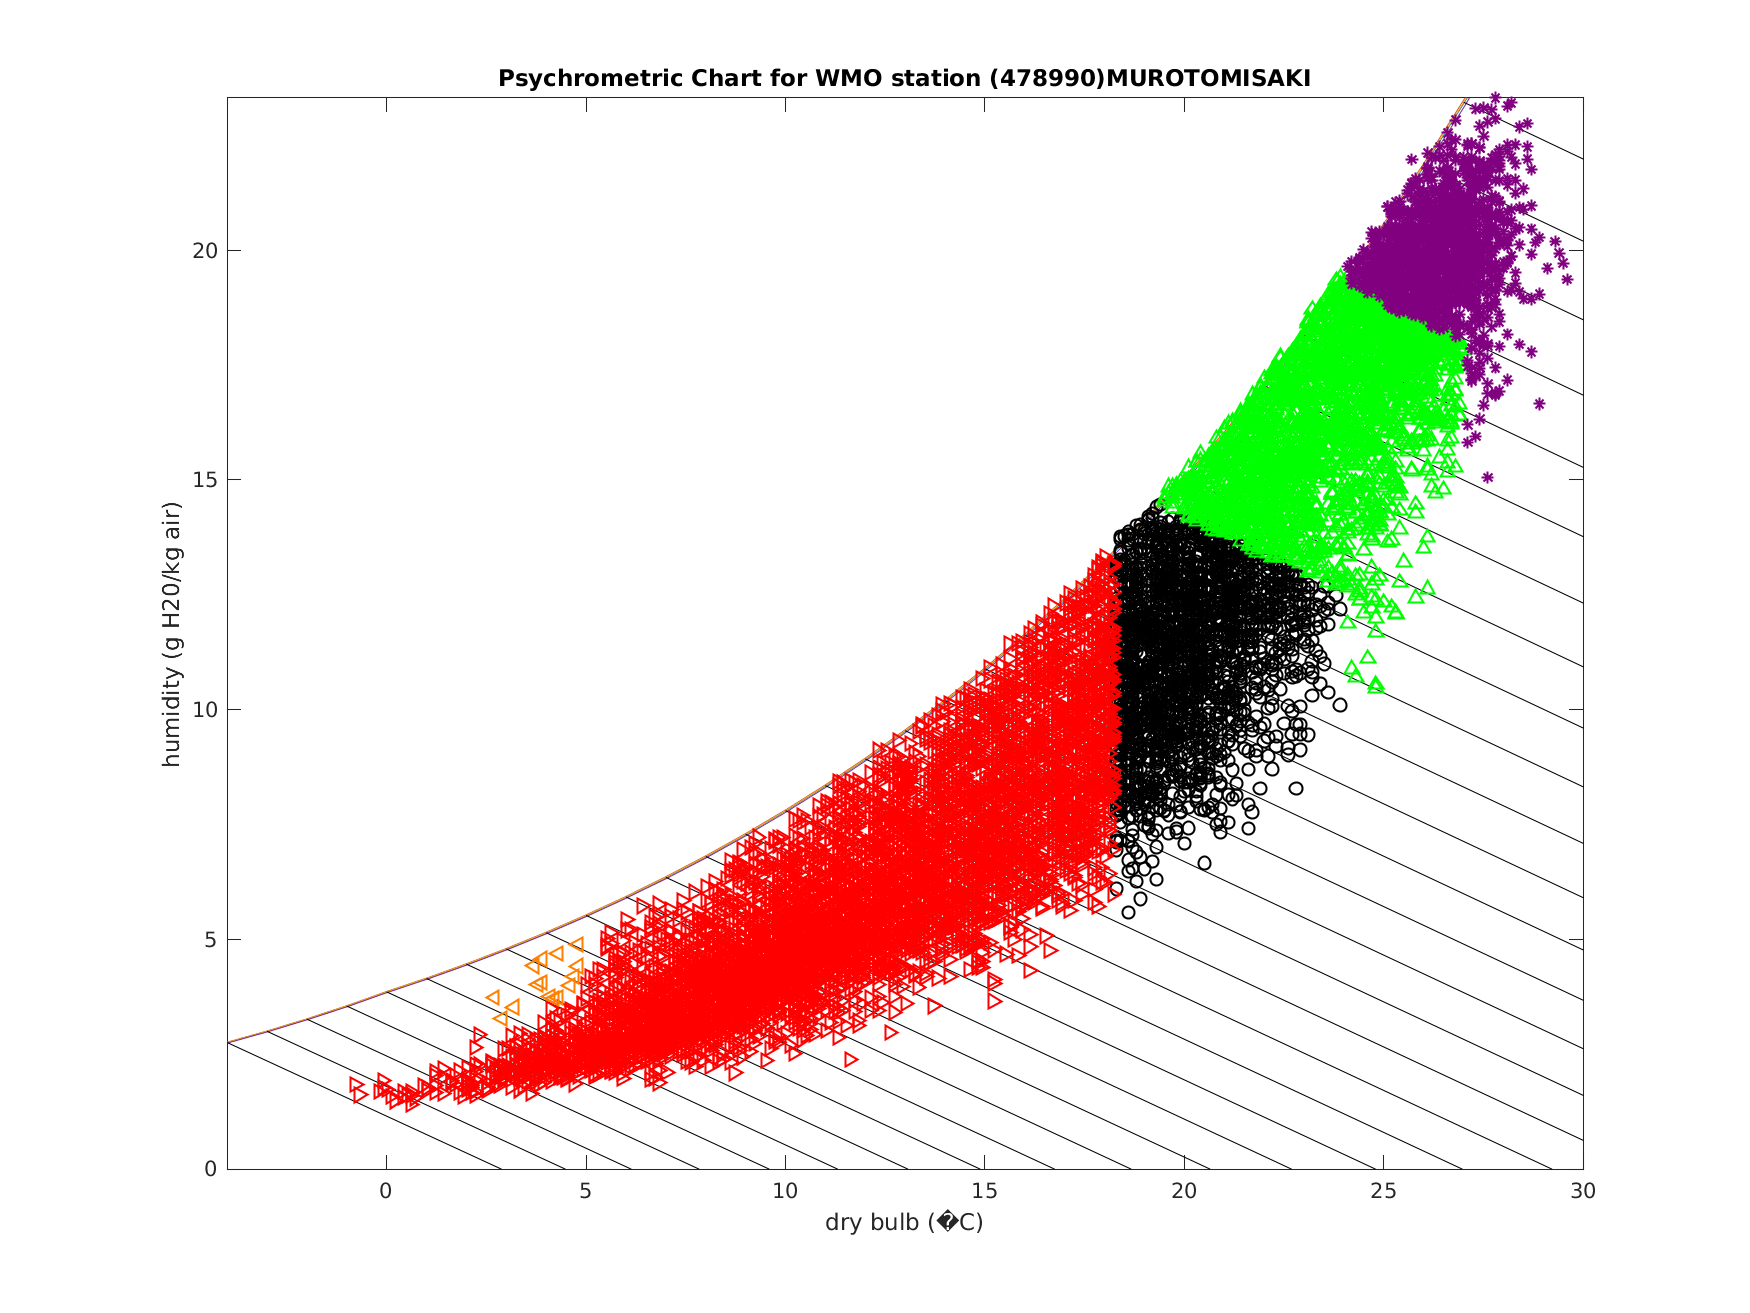 Psychrometric Chart for WMO station (478990)MUROTOMISAKI
20
15
10
5
0
humidity (g H20/kg air)
0 5 10 15 20 25 30
dry bulb (�C)